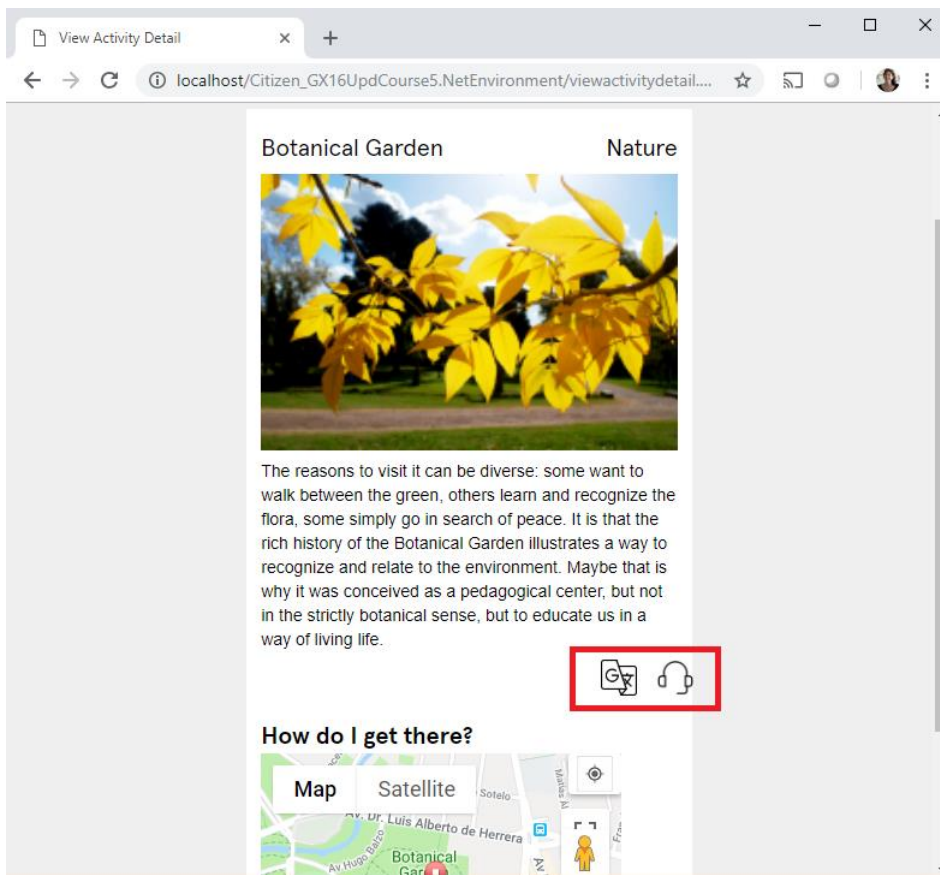 View Activity Detail
localhost/Citizen_GX16UpdCourse5.NetEnvironment/viewactivitydetail....
Botanical Garden
Nature
The reasons to visit it can be diverse: some want to
walk between the green, others learn and recognize the
flora, some simply go in search of peace. It is that the
rich history of the Botanical Garden illustrates a way to
recognize and relate to the environment. Maybe that is
why it was conceived as a pedagogical center, but not
in the strictly botanical sense, but to educate us in a
way of living life.
G
How do I get there?
Map
Satellite
Sotelo
Av. Dr. Luis Alberto de Herrera
Av Hugo Balzo
Botanical